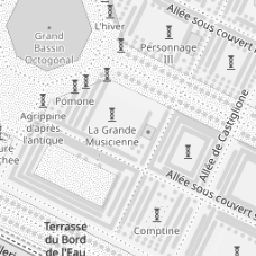 L'hiver
Allée sous couvert s
Grand
Bassin
Octogonal
Personnage
III
Pomone
Agrippine
d'après
l'antique
La Grande
Musicienne
Allée de Castiglione
Allée sous couvert s
Terrasse
du Bord
de l'Eau
Comptine